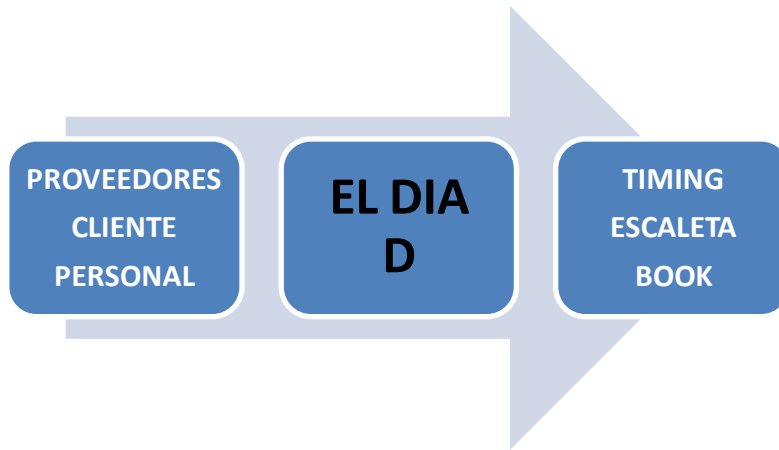 PROVEEDORES
CLIENTE
PERSONAL
EL DIA
D
TIMING
ESCALETA
BOOK